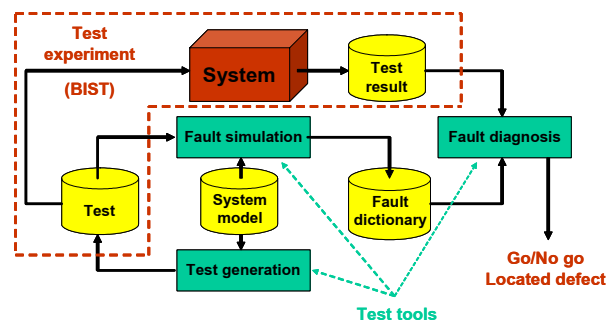 Test
experiment
(BIST)
System
Test
result
Fault simulation
Fault diagnosis
Test
System
model
Fault
dictionary
Test generation
Go/No go
Located defect
Test tools